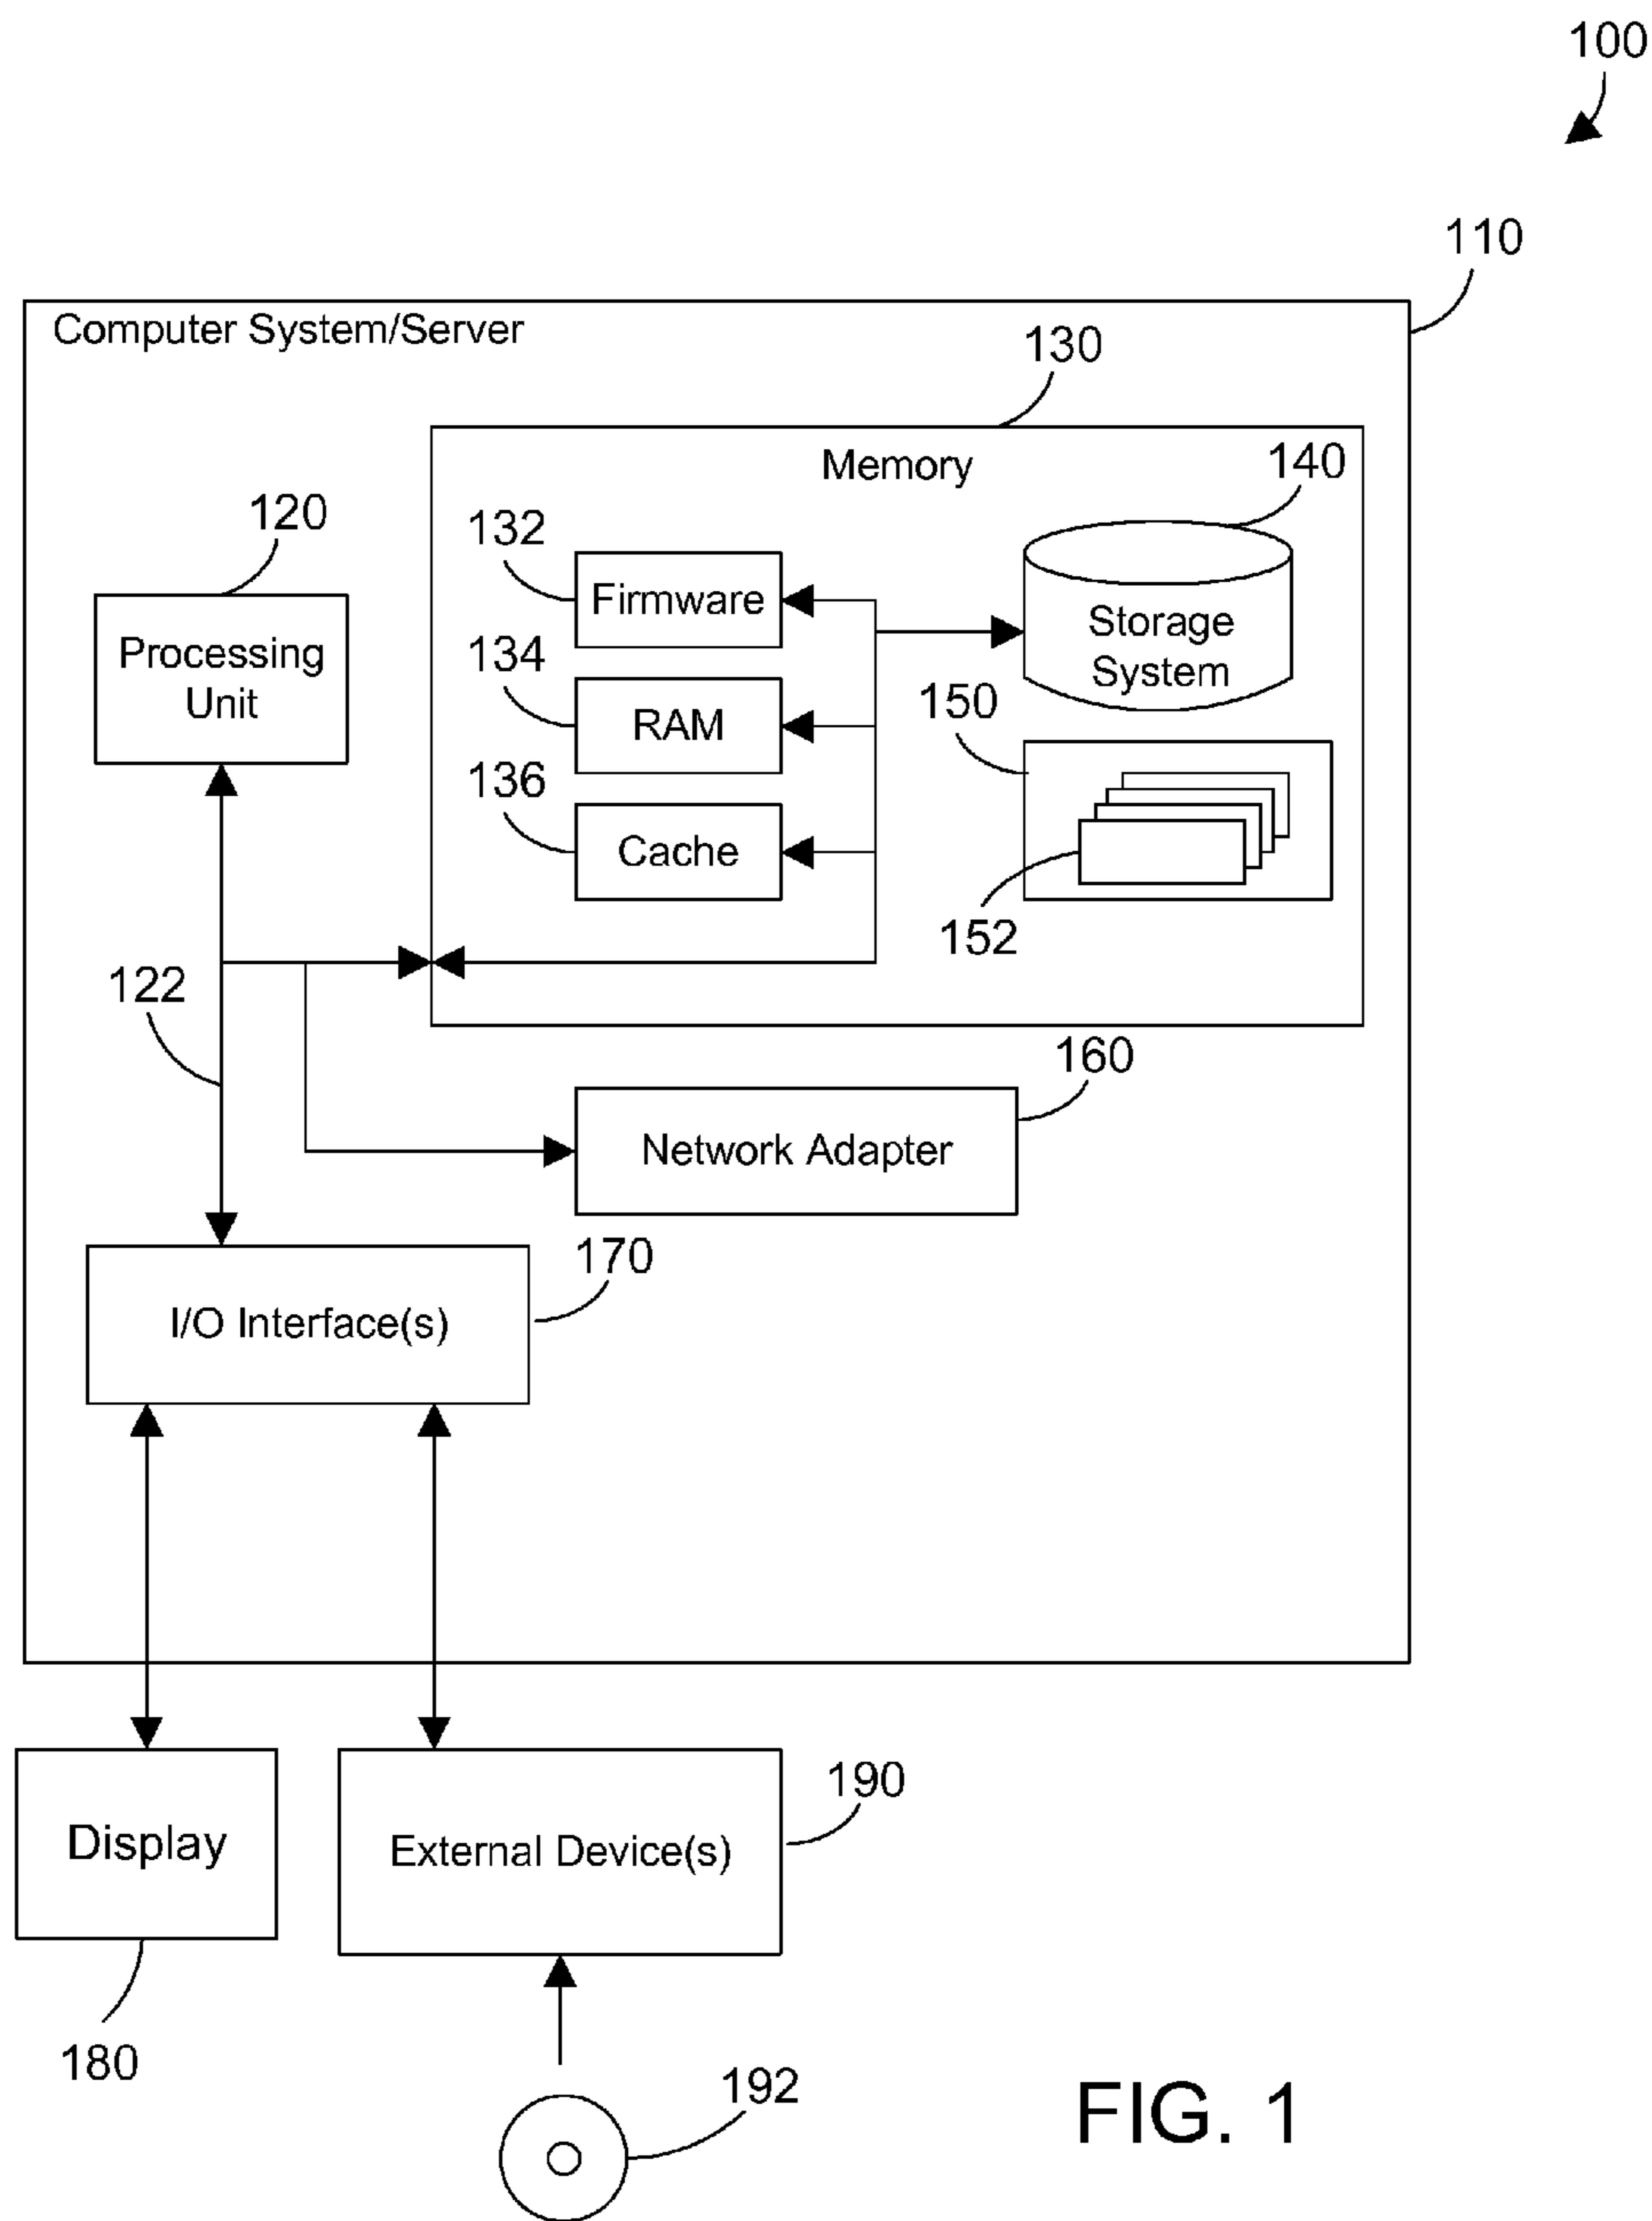 100
110
Computer System/Server
130
Memory
140
120
132
Firmware
Storage
System
Processing
Unit
134
RAM
150
136
Cache
152
122
160
Network Adapter
170
I/O Interface(s)
190
Display
External Device(s)
180
192
FIG. 1